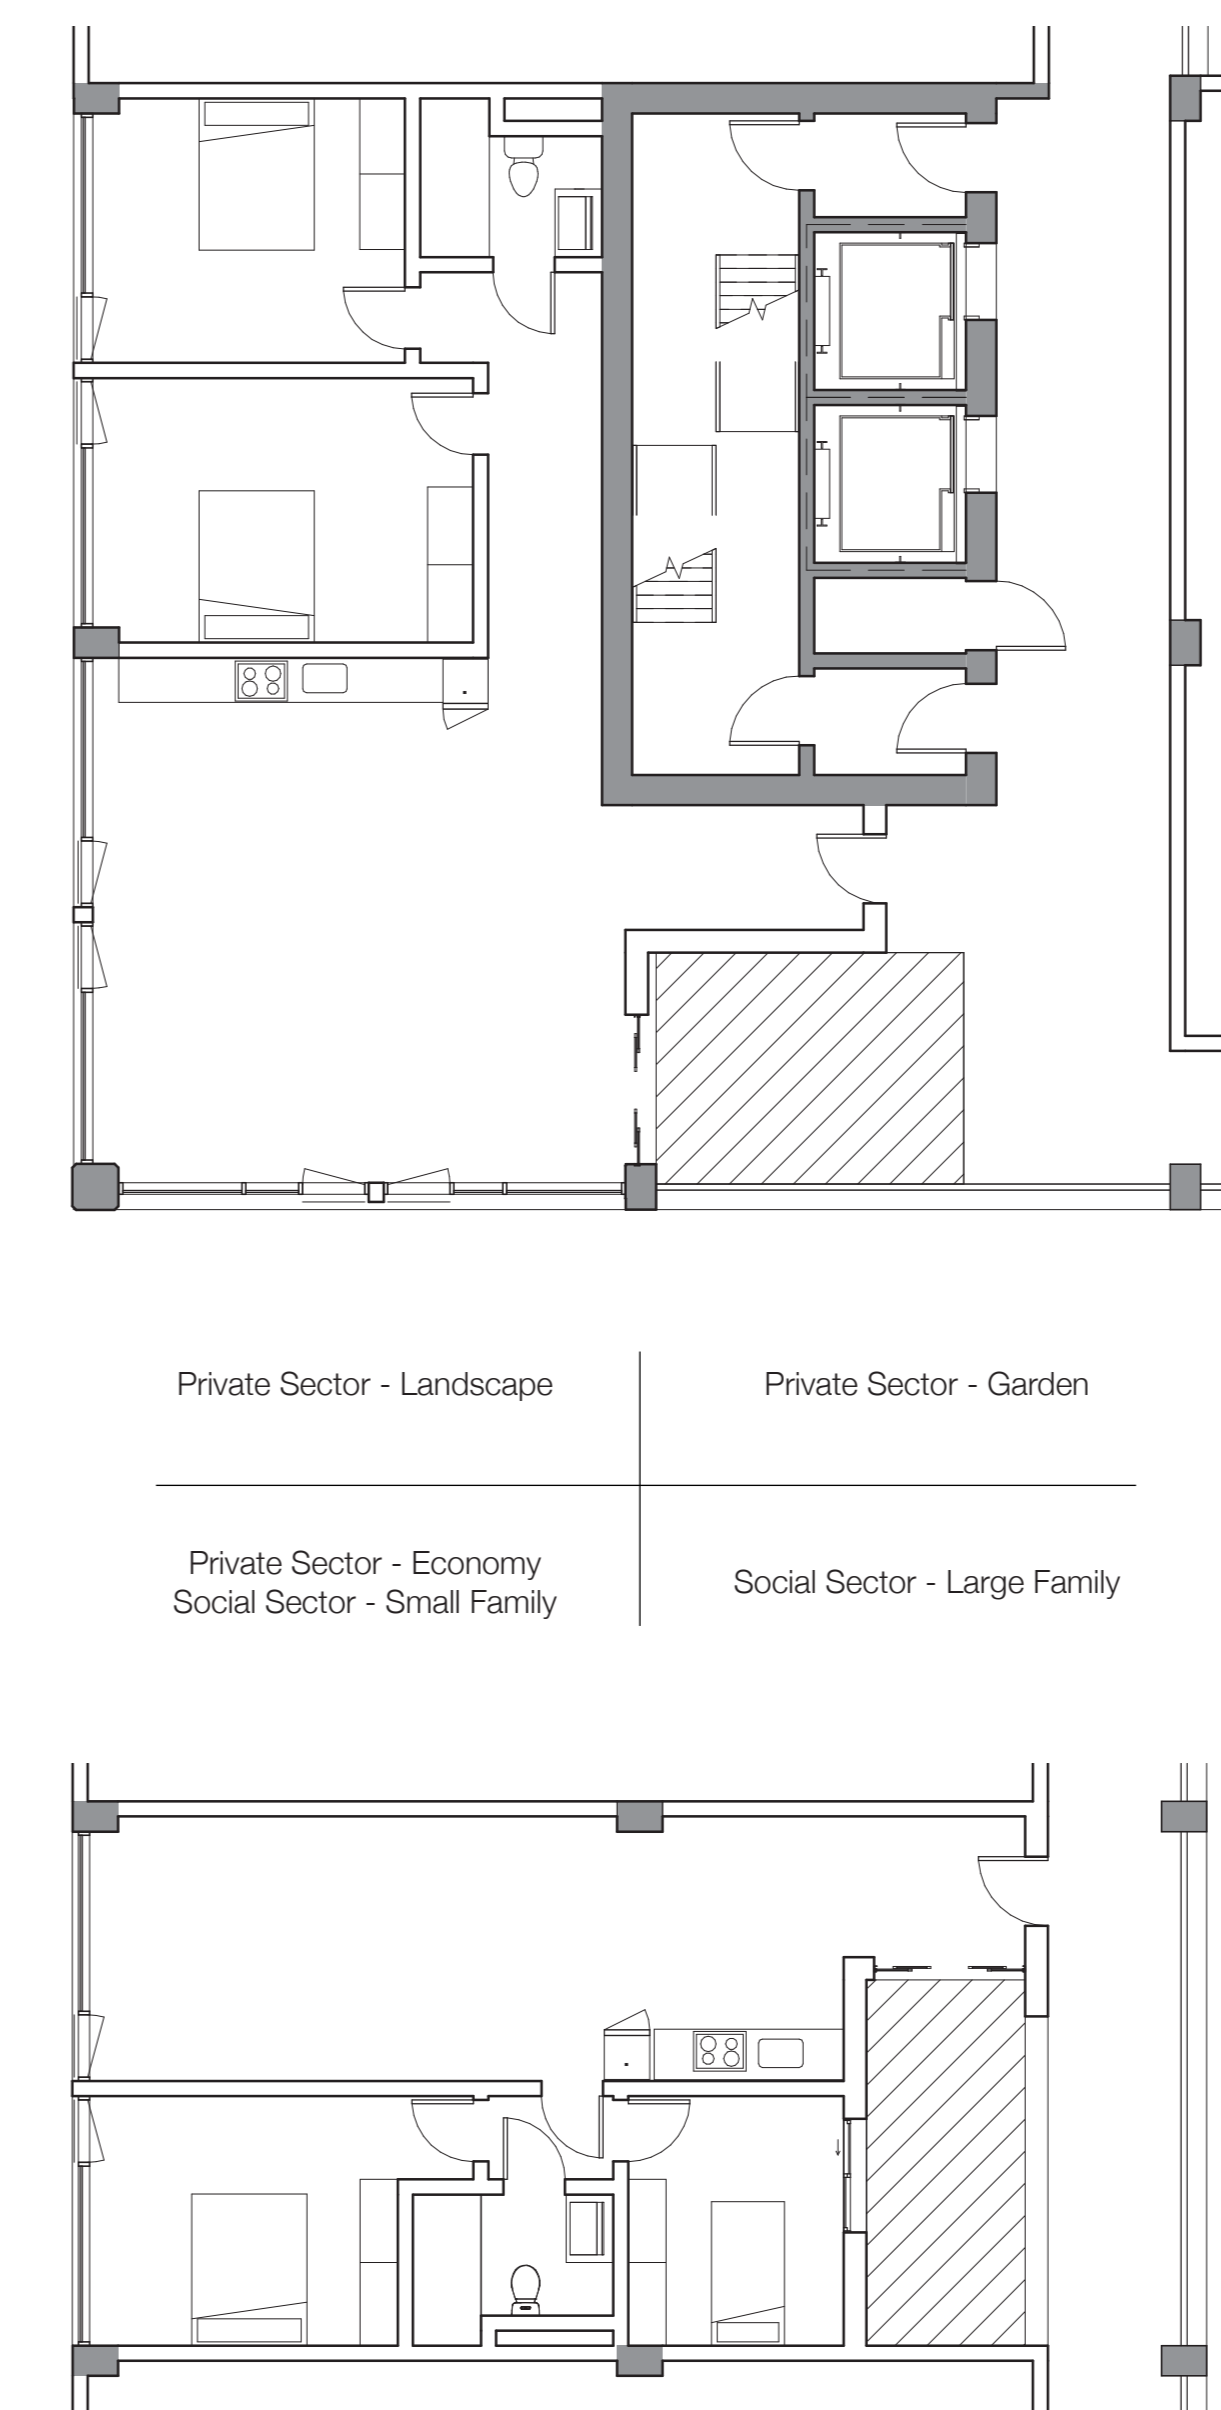 Private Sector - Landscape
Private Sector - Garden
Private Sector - Economy
Social Sector - Small Family
Social Sector - Large Family